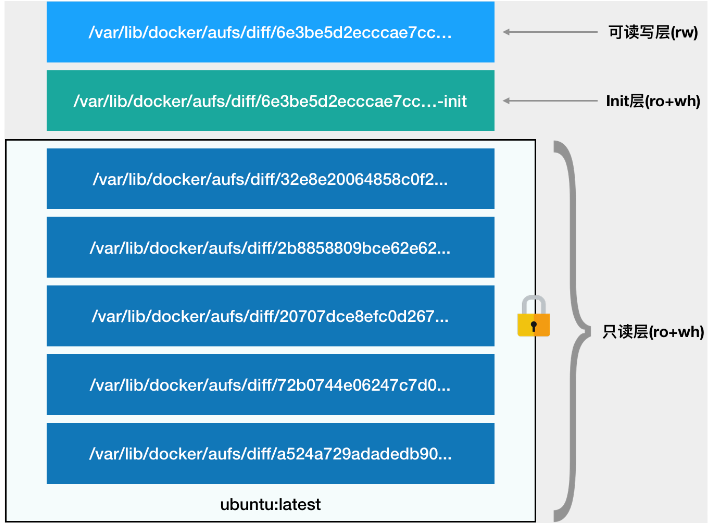 /var/lib/docker/aufs/diff/6e3be5d2ecccae7cc...
可读写层(rw)
/var/lib/docker/aufs/diff/6e3be5d2ecccae7cc...-init
Init层(ro+wh)
/var/lib/docker/aufs/diff/32e8e20064858c0f2...
/var/lib/docker/aufs/diff/2b8858809bce62e62...
/var/lib/docker/aufs/diff/20707dce8efc0d267...
只读层(ro+wh)
/var/lib/docker/aufs/diff/72b0744e06247c7d0...
/var/lib/docker/aufs/diff/a524a729adadedb90...
ubuntu:latest